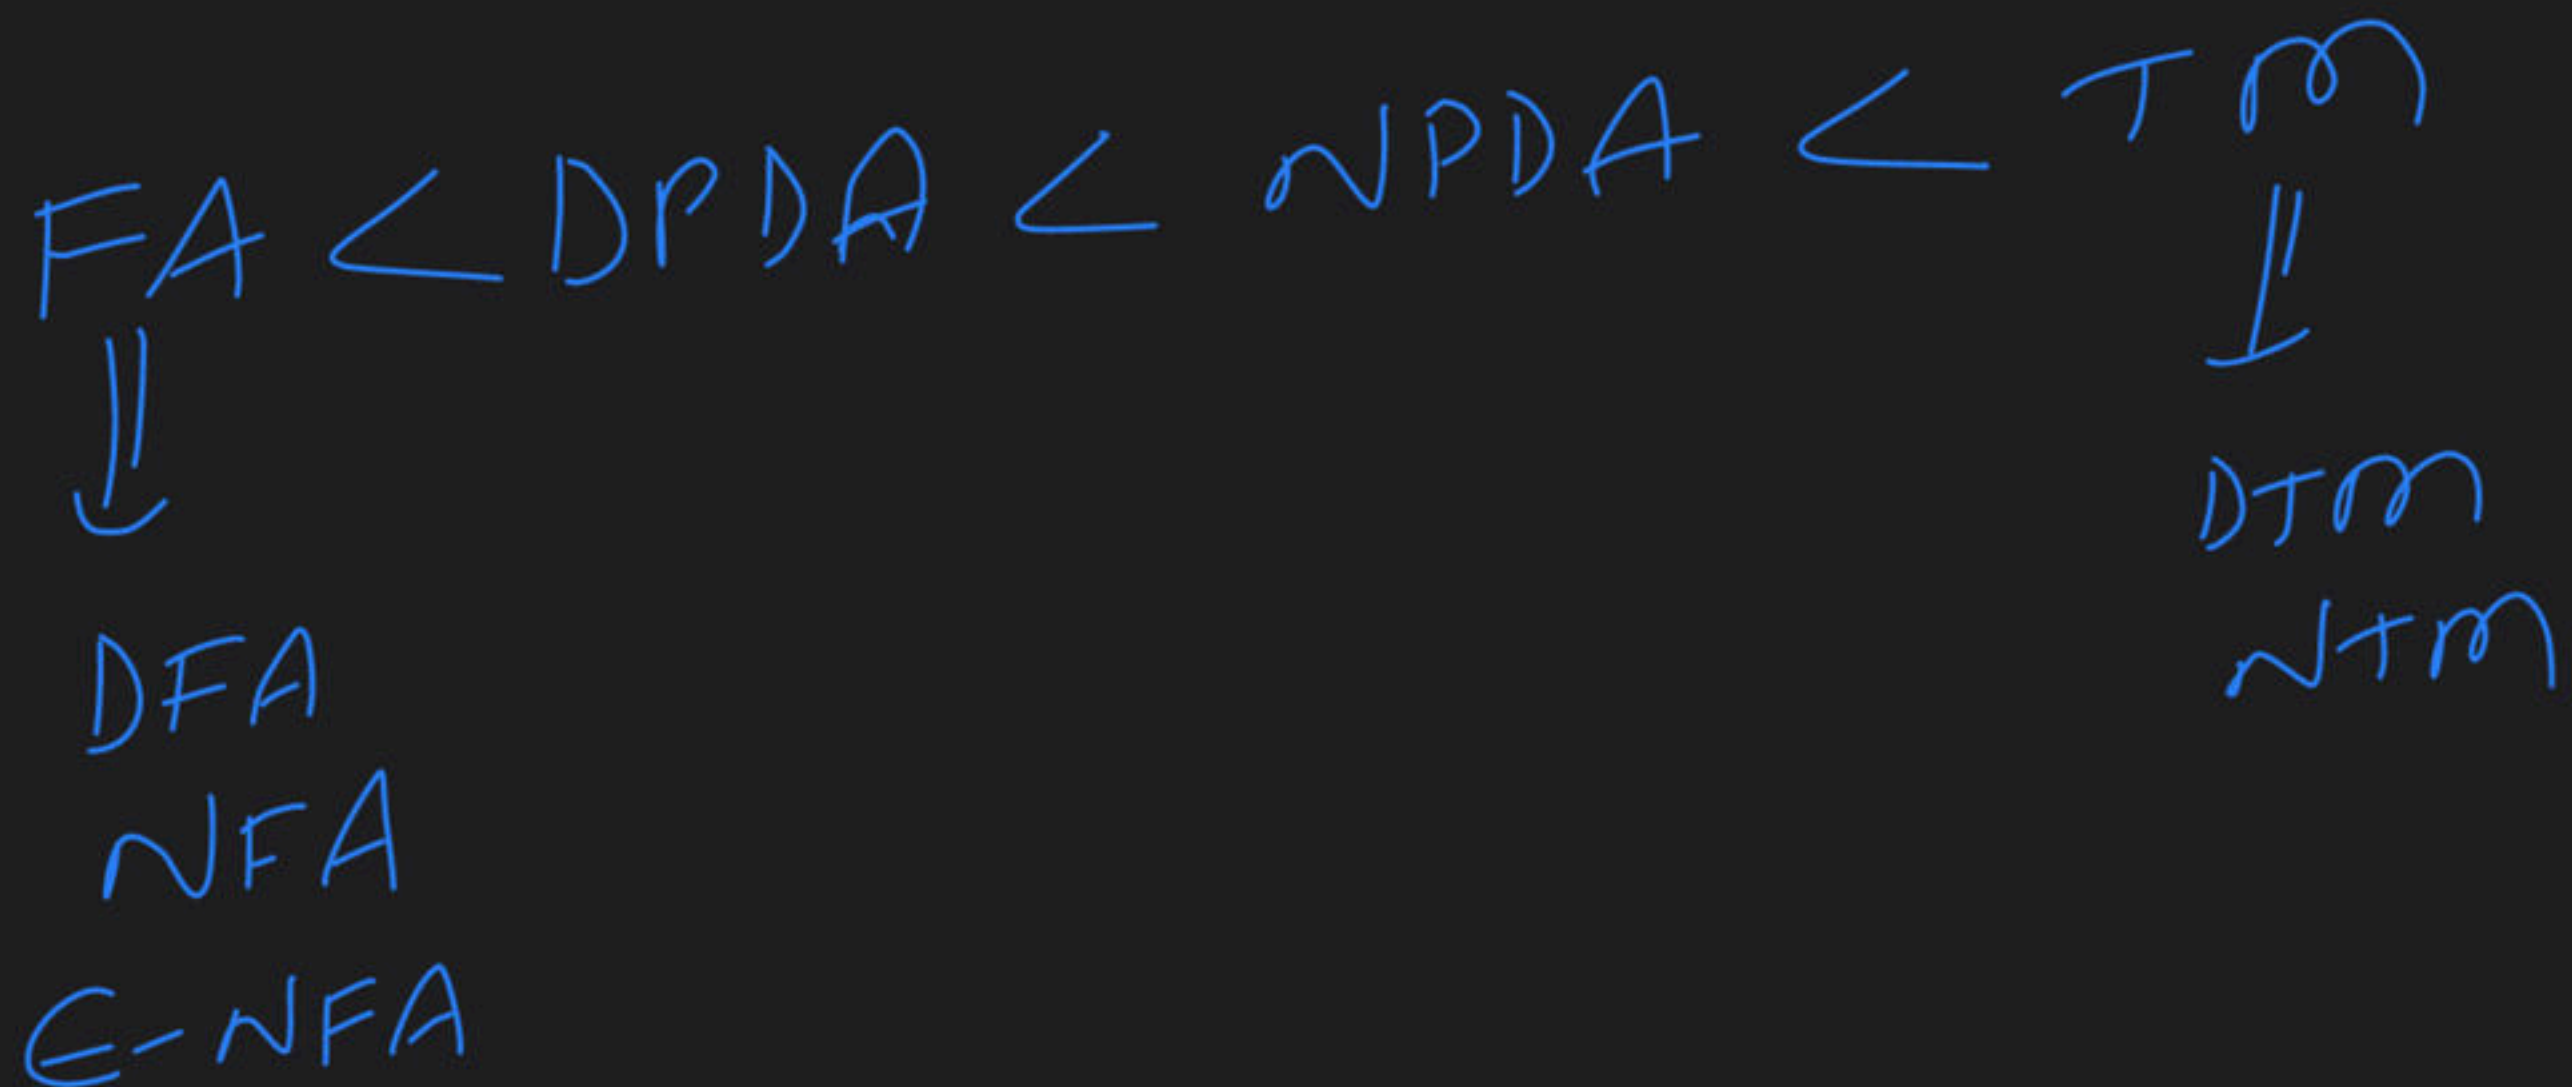 FA < DPDA < NPDA < TM
DFA
NFA
ϵ-NFA
DTM
NTM